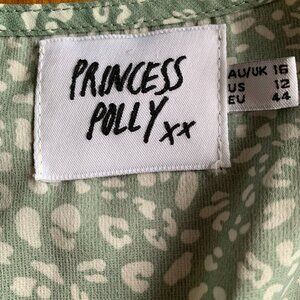 PRINCESS
POLLY xx
AU/UK 16
US 12
EU 44